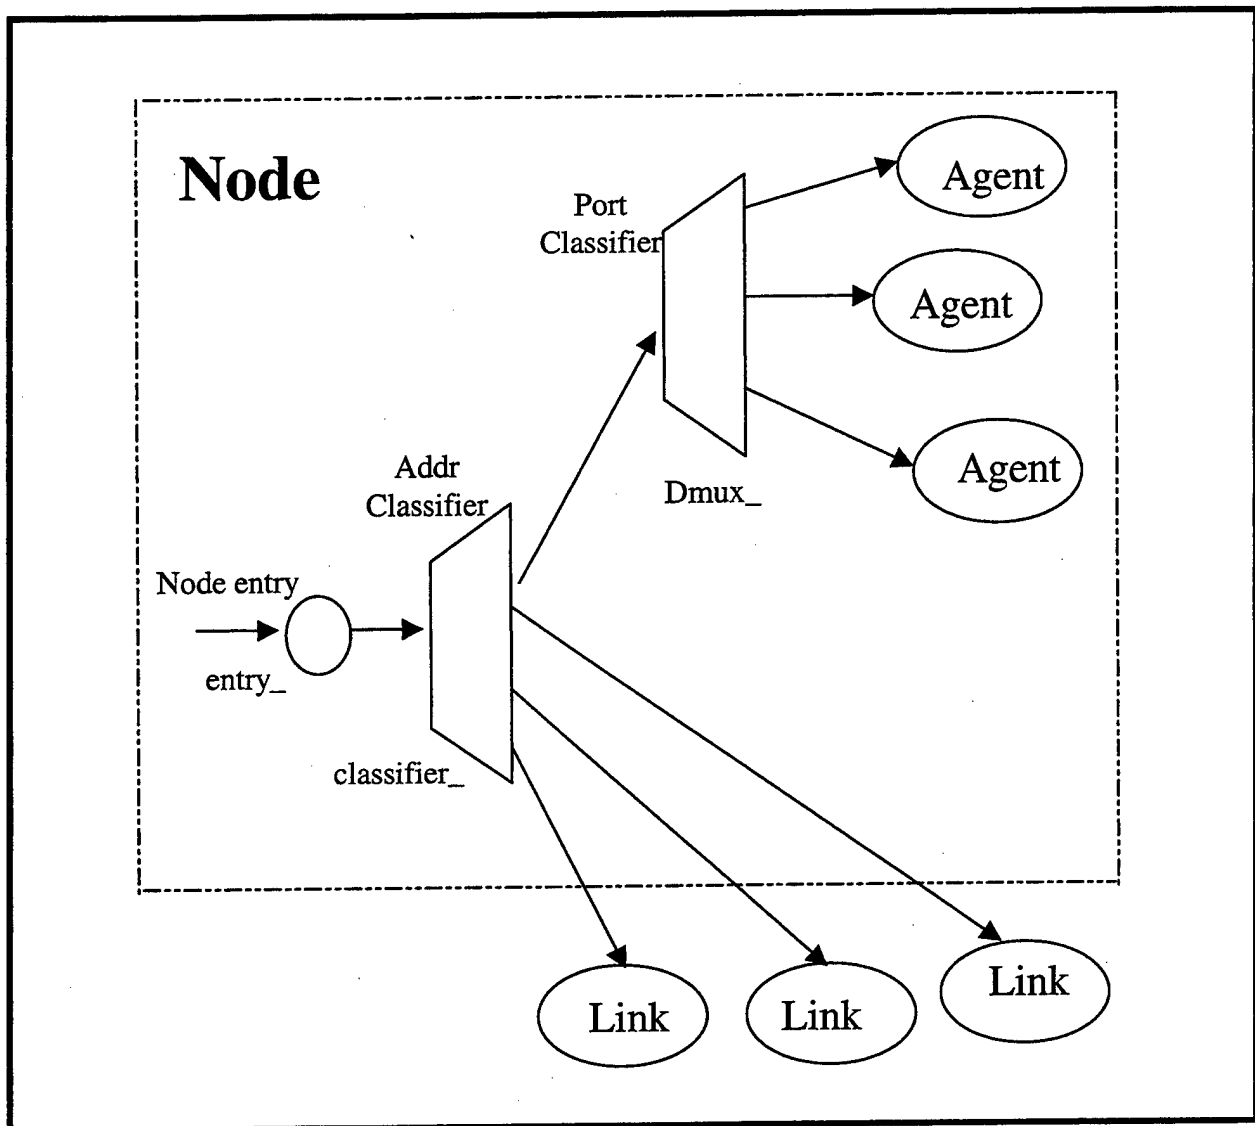 Node
Port
Classifier
Agent
Agent
Agent
Dmux_
Addr
Classifier
Node entry
entry_
classifier_
Link
Link
Link